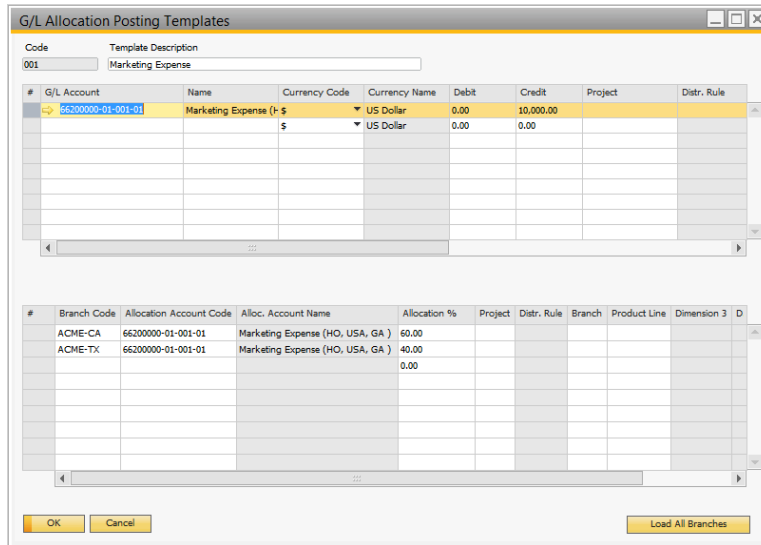 G/L Allocation Posting Templates
Code Template Description
001 Marketing Expense
# G/L Account Name Currency Code Currency Name Debit Credit Project Distr. Rule
66200000-01-001-01 Marketing Expense (H $ US Dollar 0.00 10,000.00
$ US Dollar 0.00 0.00
# Branch Code Allocation Account Code Alloc. Account Name Allocation % Project Distr. Rule Branch Product Line Dimension 3 D
ACME-CA 66200000-01-001-01 Marketing Expense (HO, USA, GA ) 60.00
ACME-TX 66200000-01-001-01 Marketing Expense (HO, USA, GA ) 40.00
0.00
OK Cancel Load All Branches